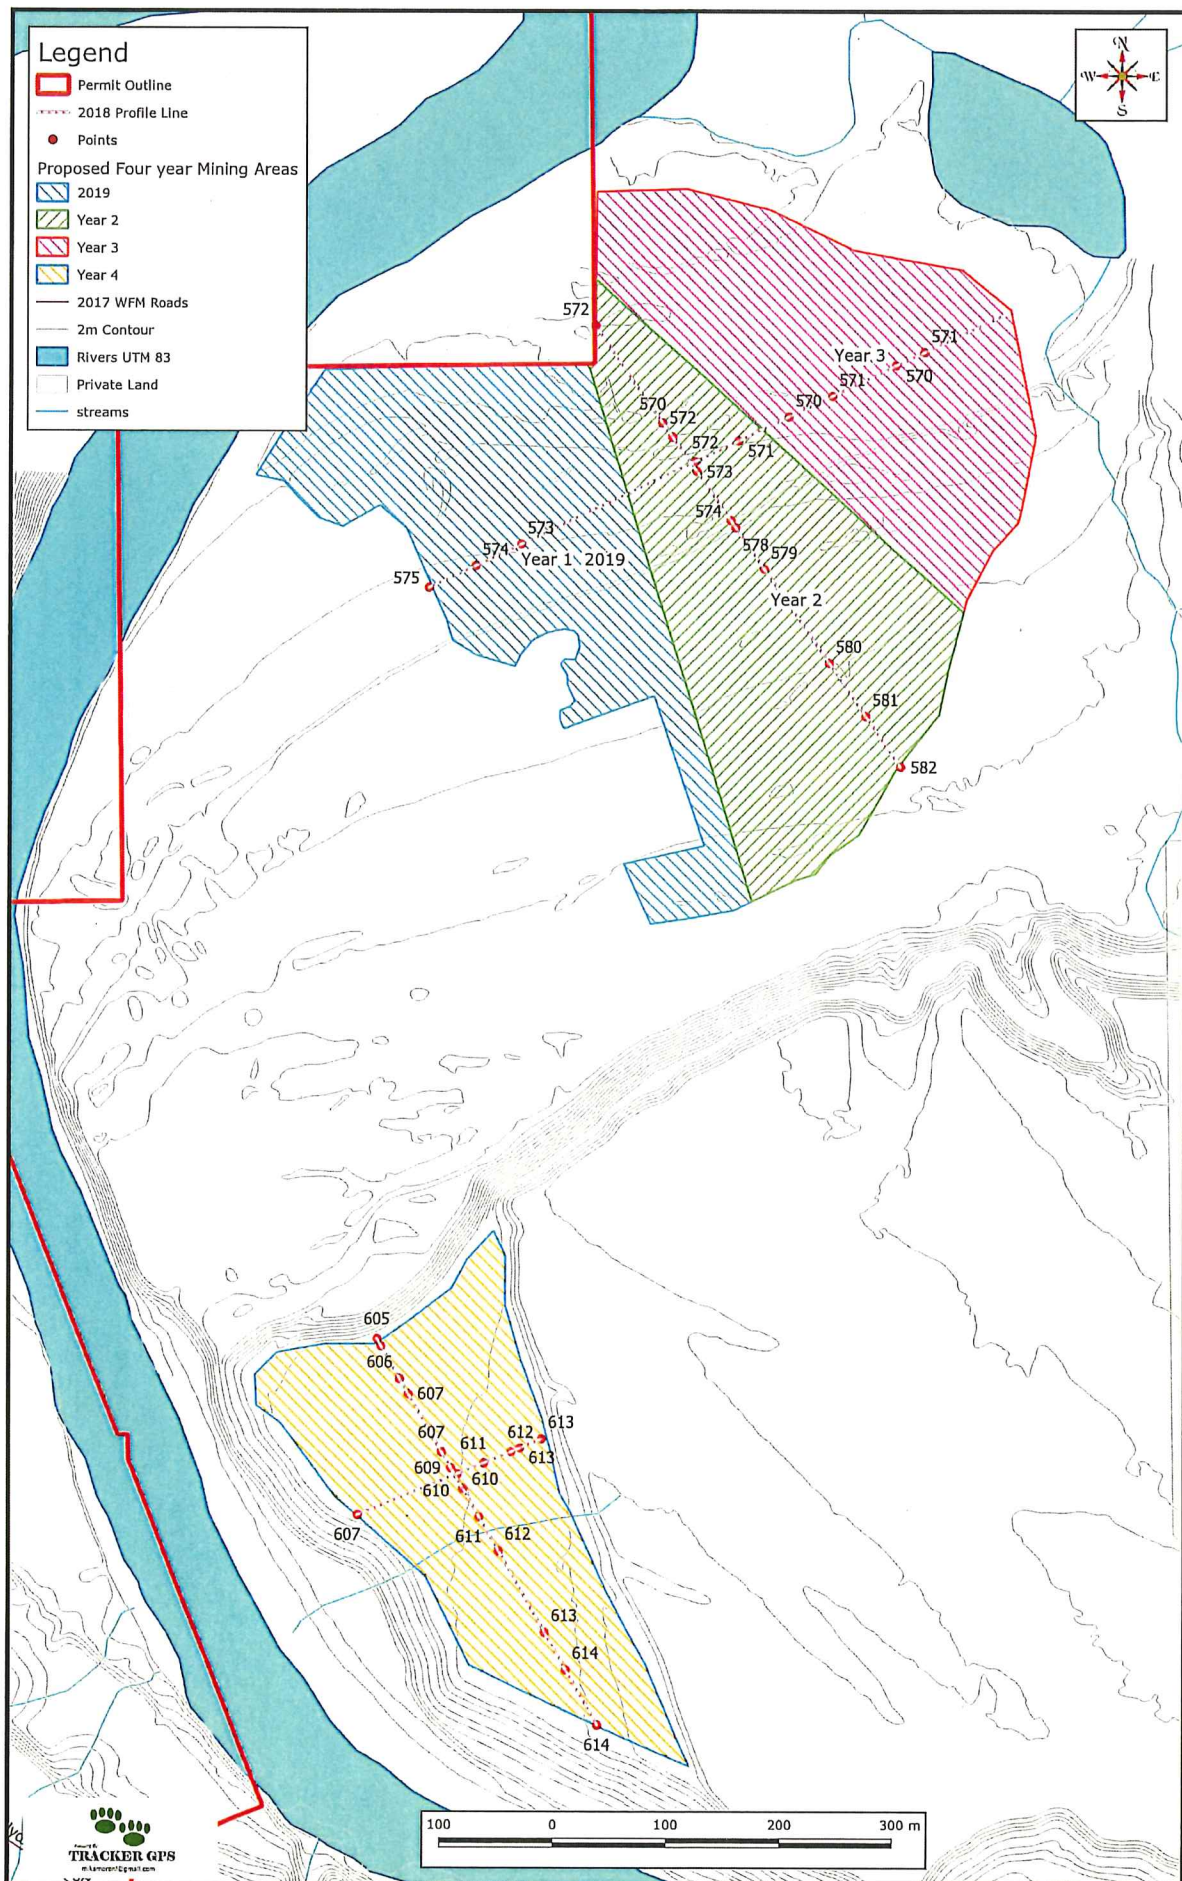 Legend
Permit Outline
2018 Profile Line
Points
Proposed Four year Mining Areas
2019
Year 2
Year 3
Year 4
2017 WFM Roads
2m Contour
Rivers UTM 83
Private Land
streams
N
W E
S
572
571
Year 3
570
571
570
570
572
572
571
573
574
573
578
574
Year 1 2019
579
575
Year 2
580
581
582
605
606
607
607
613
612
611
613
609
610
610
607
611
612
613
614
614
100 0 100 200 300 m
TRACKER GPS